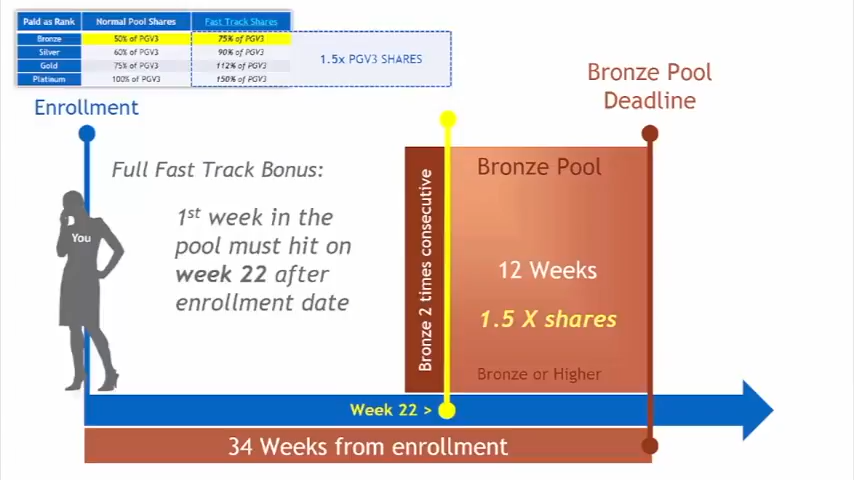 Paid as Rank Normal Pool Shares Fast Track Shares
Bronze 50% of PGV3 75% of PGV3
Silver 60% of PGV3 90% of PGV3
Gold 75% of PGV3 112% of PGV3
Platinum 100% of PGV3 150% of PGV3
1.5x PGV3 SHARES
Enrollment
Bronze Pool
Deadline
Full Fast Track Bonus:
1st week in the
pool must hit on
week 22 after
enrollment date
You
Bronze 2 times consecutive
Bronze Pool
12 Weeks
1.5 X shares
Bronze or Higher
Week 22 >
34 Weeks from enrollment